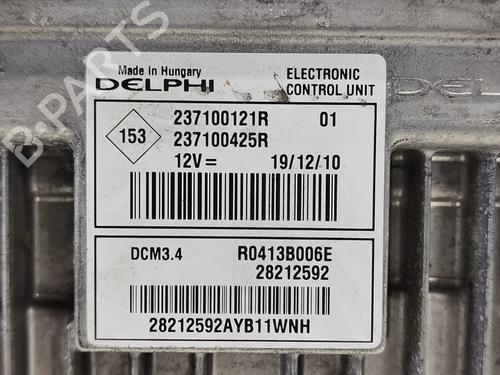 B-PARTS
Made in Hungary
DELPHI
ELECTRONIC
CONTROL UNIT
153
237100121R 01
237100425R
12V= 19/12/10
DCM3.4 R0413B006E
28212592
28212592AYB11WNH